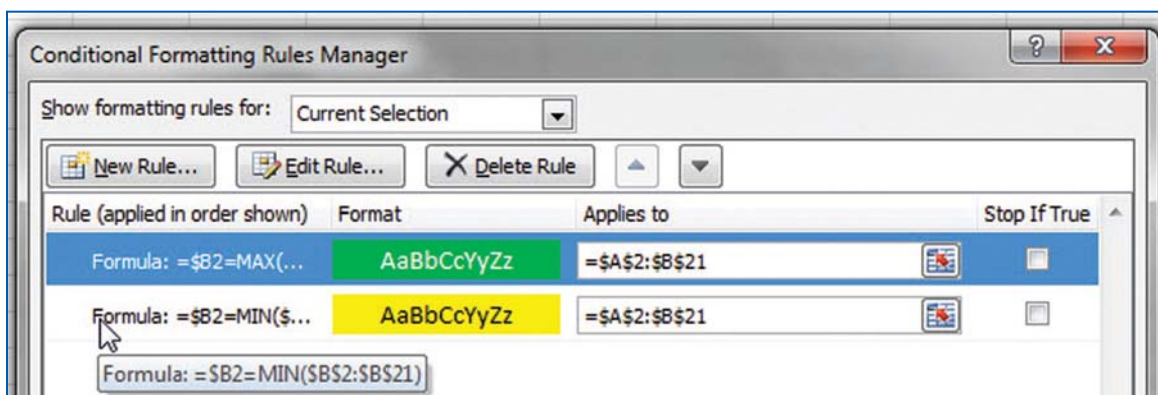 Conditional Formatting Rules Manager
?
X
Show formatting rules for: Current Selection
New Rule... Edit Rule... Delete Rule
Rule (applied in order shown) Format Applies to Stop If True
Formula: =$B2=MAX(... AaBbCcYyZz =$A$2:$B$21
Formula: =$B2=MIN($... AaBbCcYyZz =$A$2:$B$21
Formula: =$B2=MIN($B$2:$B$21)